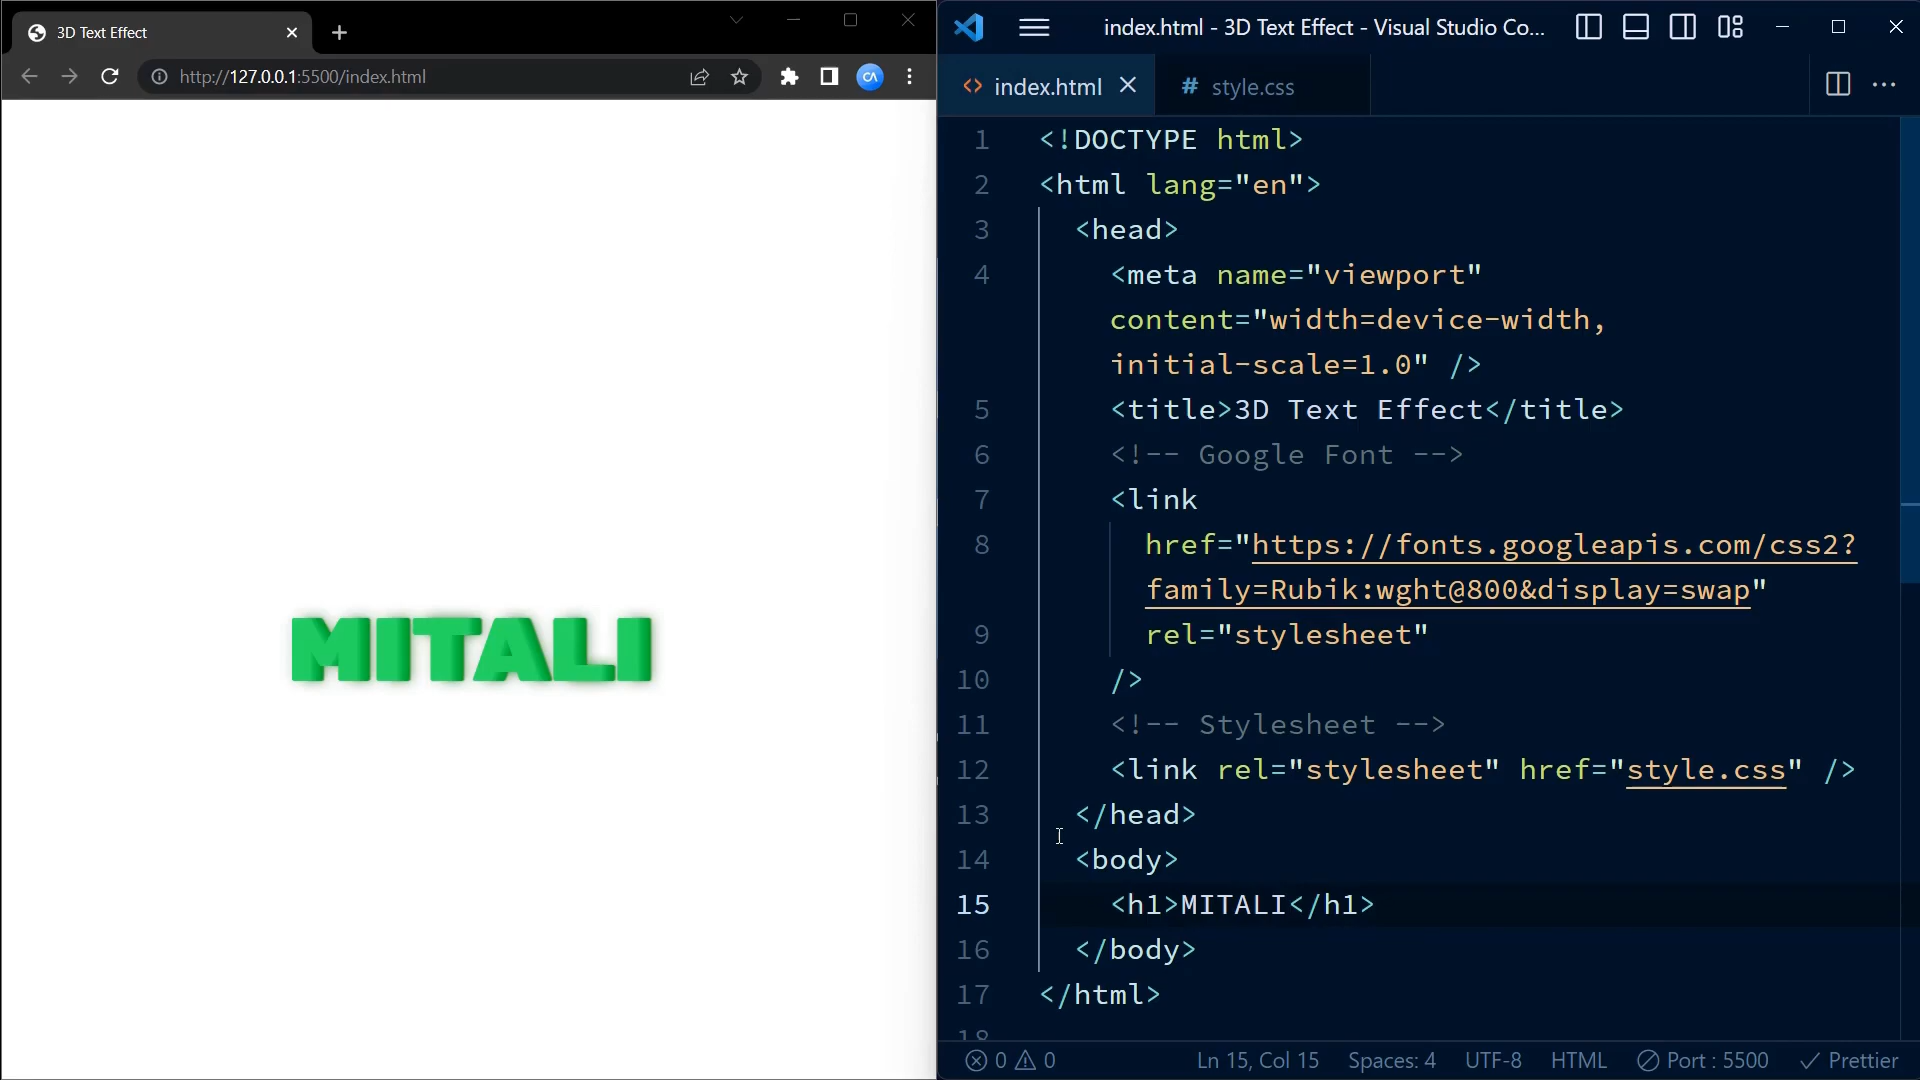 3D Text Effect
http://127.0.0.1:5500/index.html
CA
MITALI
index.html - 3D Text Effect - Visual Studio Co...
index.html
# style.css
1 <!DOCTYPE html>
2 <html lang="en">
3 <head>
4 <meta name="viewport"
content="width=device-width,
initial-scale=1.0" />
5 <title>3D Text Effect</title>
6 <!-- Google Font -->
7 <link
8 href="https://fonts.googleapis.com/css2?
family=Rubik:wght@800&display=swap"
9 rel="stylesheet"
10 />
11 <!-- Stylesheet -->
12 <link rel="stylesheet" href="style.css" />
13 </head>
14 <body>
15 <h1>MITALI</h1>
16 </body>
17 </html>
18
0 0 Ln 15, Col 15 Spaces: 4 UTF-8 HTML Port : 5500 Prettier